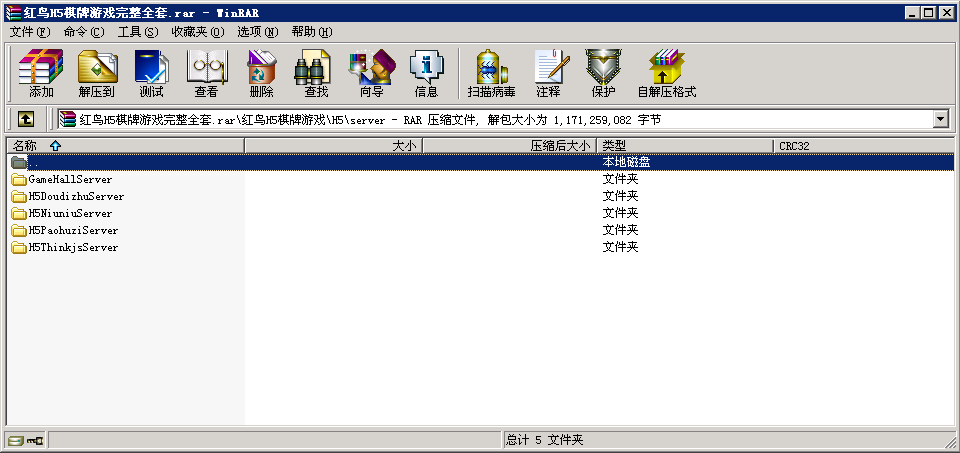 红鸟H5棋牌游戏完整全套.rar - WinRAR
文件(F) 命令(C) 工具(S) 收藏夹(O) 选项(N) 帮助(H)
添加 解压到 测试 查看 删除 查找 向导 信息 扫描病毒 注释 保护 自解压格式
红鸟H5棋牌游戏完整全套.rar\红鸟H5棋牌游戏\H5\server - RAR 压缩文件, 解包大小为 1,171,259,082 字节
名称 大小 压缩后大小 类型 CRC32
.. 本地磁盘
GameHallServer 文件夹
H5DoudizhuServer 文件夹
H5NiuniuServer 文件夹
H5PaohuziServer 文件夹
H5ThinkjsServer 文件夹
总计 5 文件夹